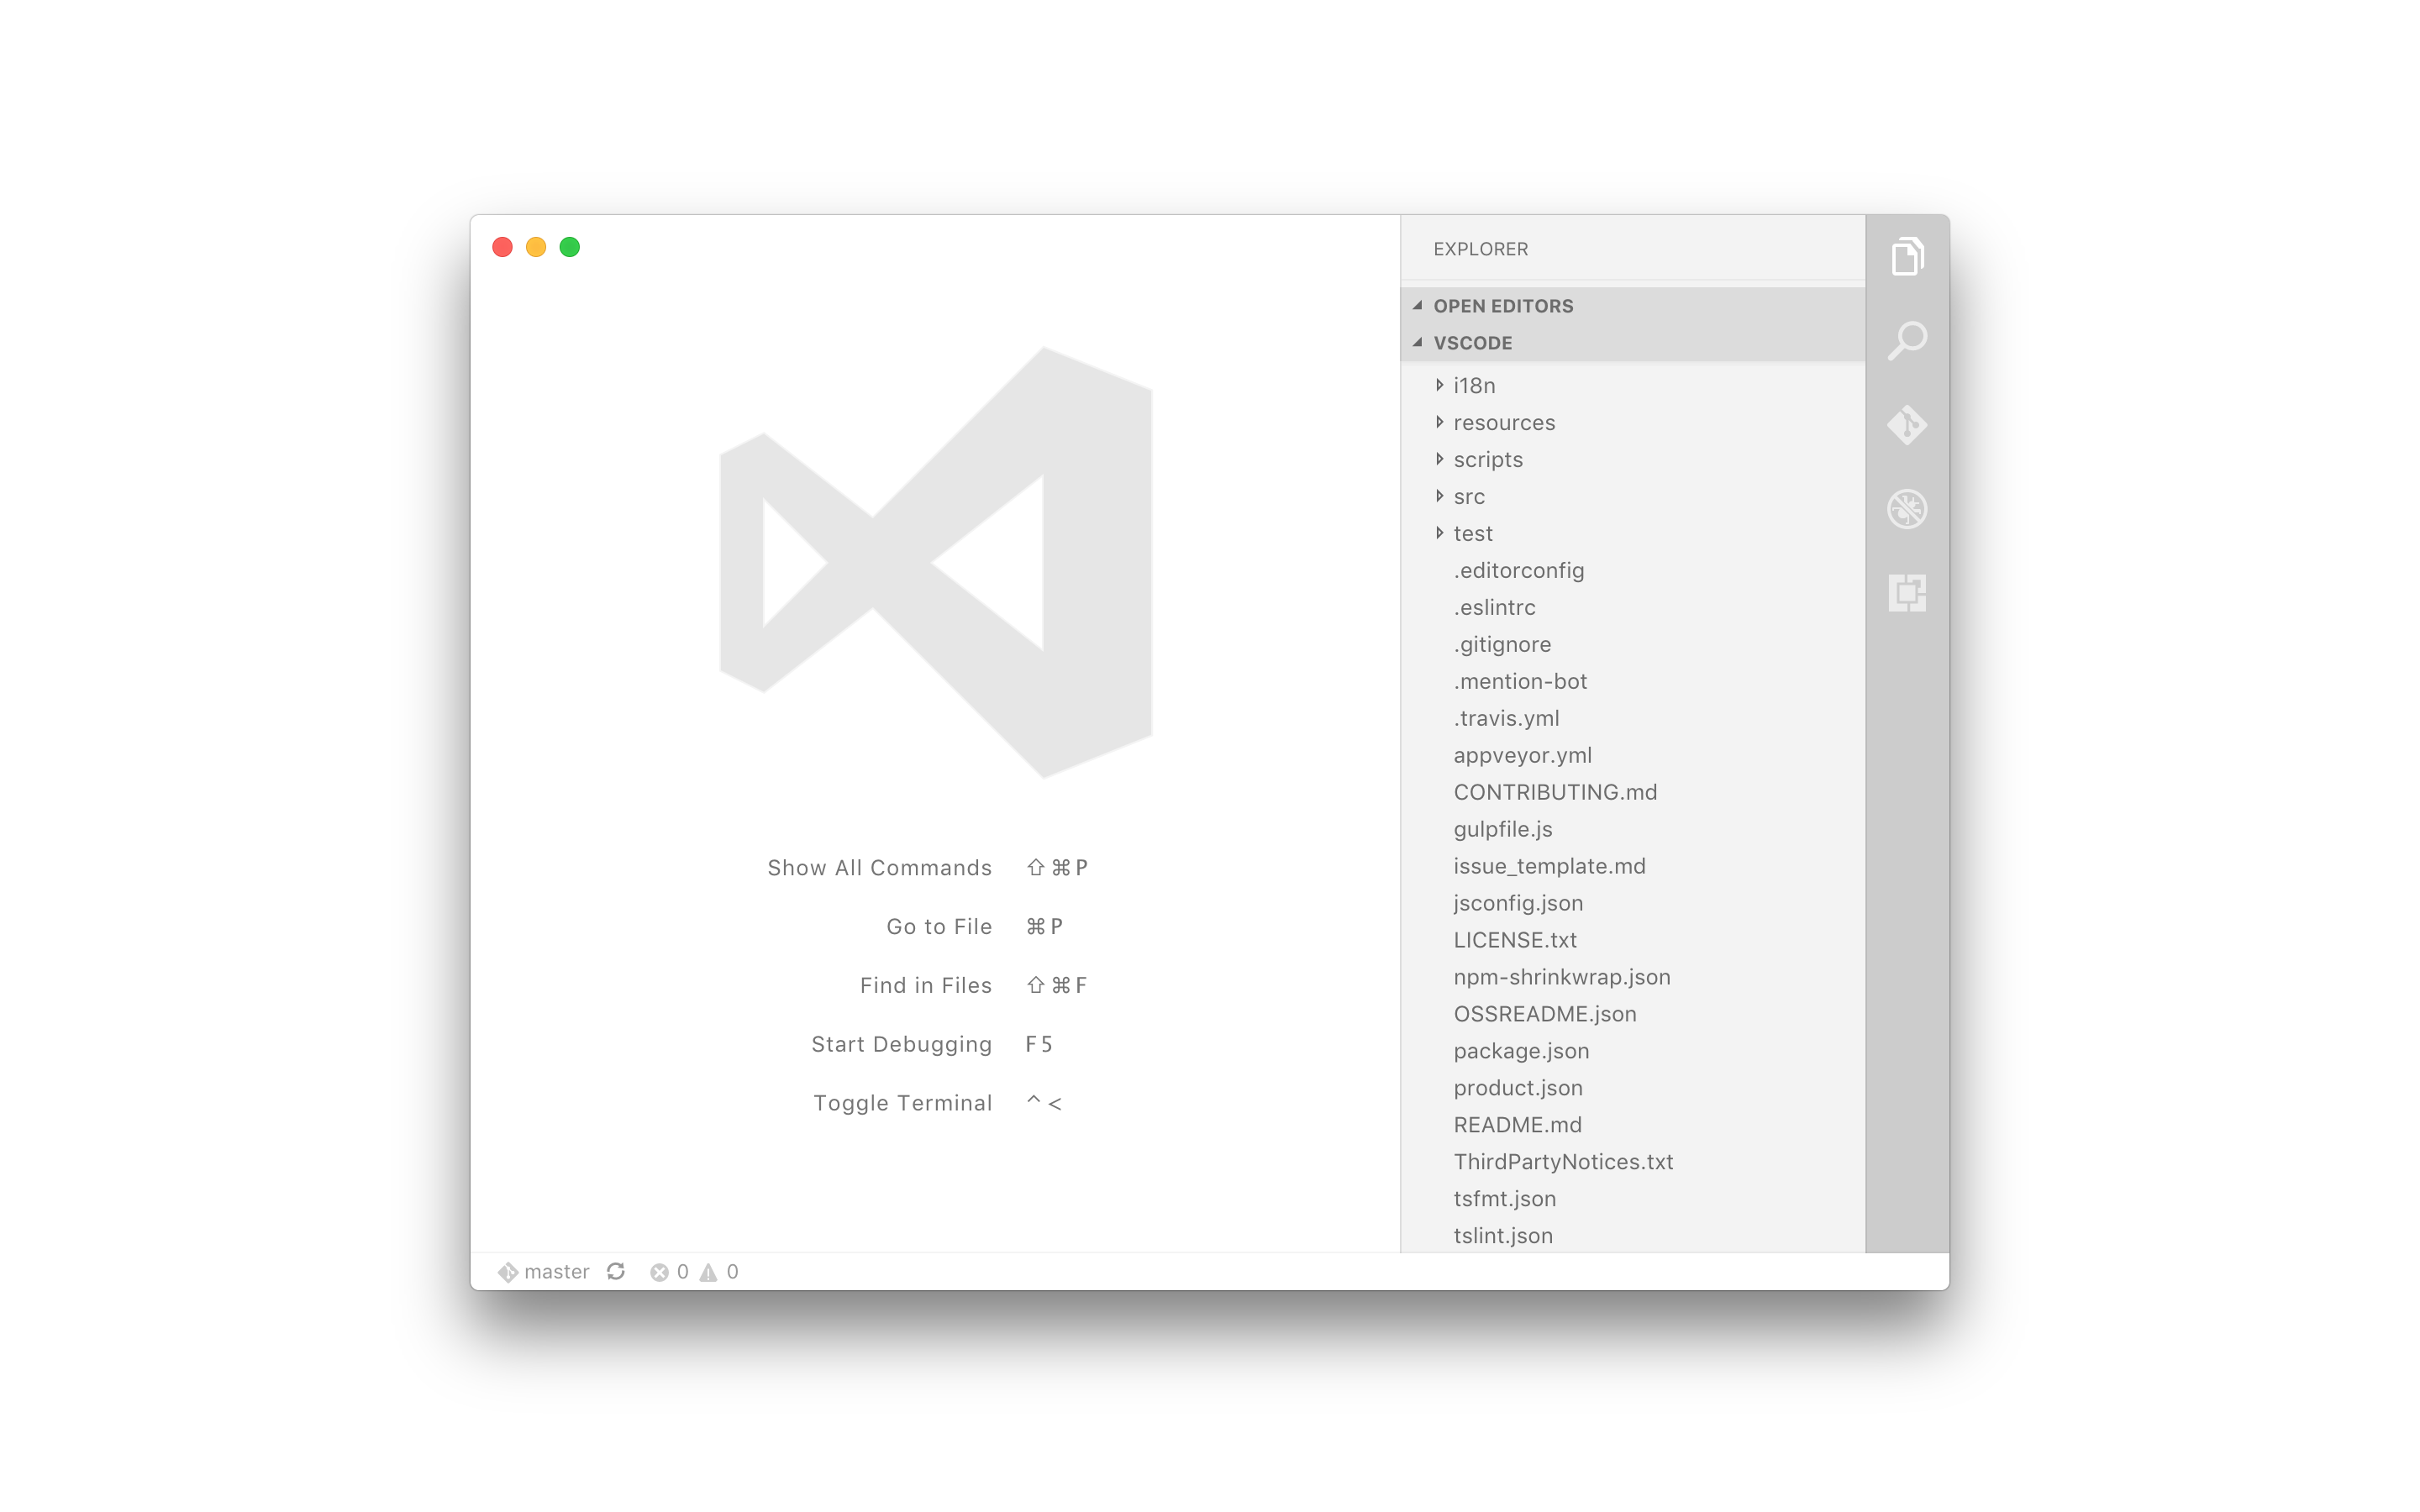 Show All Commands ⇧⌘P
Go to File ⌘P
Find in Files ⇧⌘F
Start Debugging F5
Toggle Terminal ^<
EXPLORER
OPEN EDITORS
VSCODE
i18n
resources
scripts
src
test
.editorconfig
.eslintrc
.gitignore
.mention-bot
.travis.yml
appveyor.yml
CONTRIBUTING.md
gulpfile.js
issue_template.md
jsconfig.json
LICENSE.txt
npm-shrinkwrap.json
OSSREADME.json
package.json
product.json
README.md
ThirdPartyNotices.txt
tsfmt.json
tslint.json
master 0 0